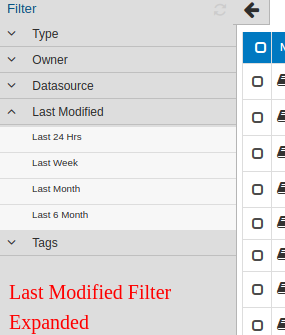 Filter
Type
Owner
Datasource
Last Modified
Last 24 Hrs
Last Week
Last Month
Last 6 Month
Tags
Last Modified Filter
Expanded